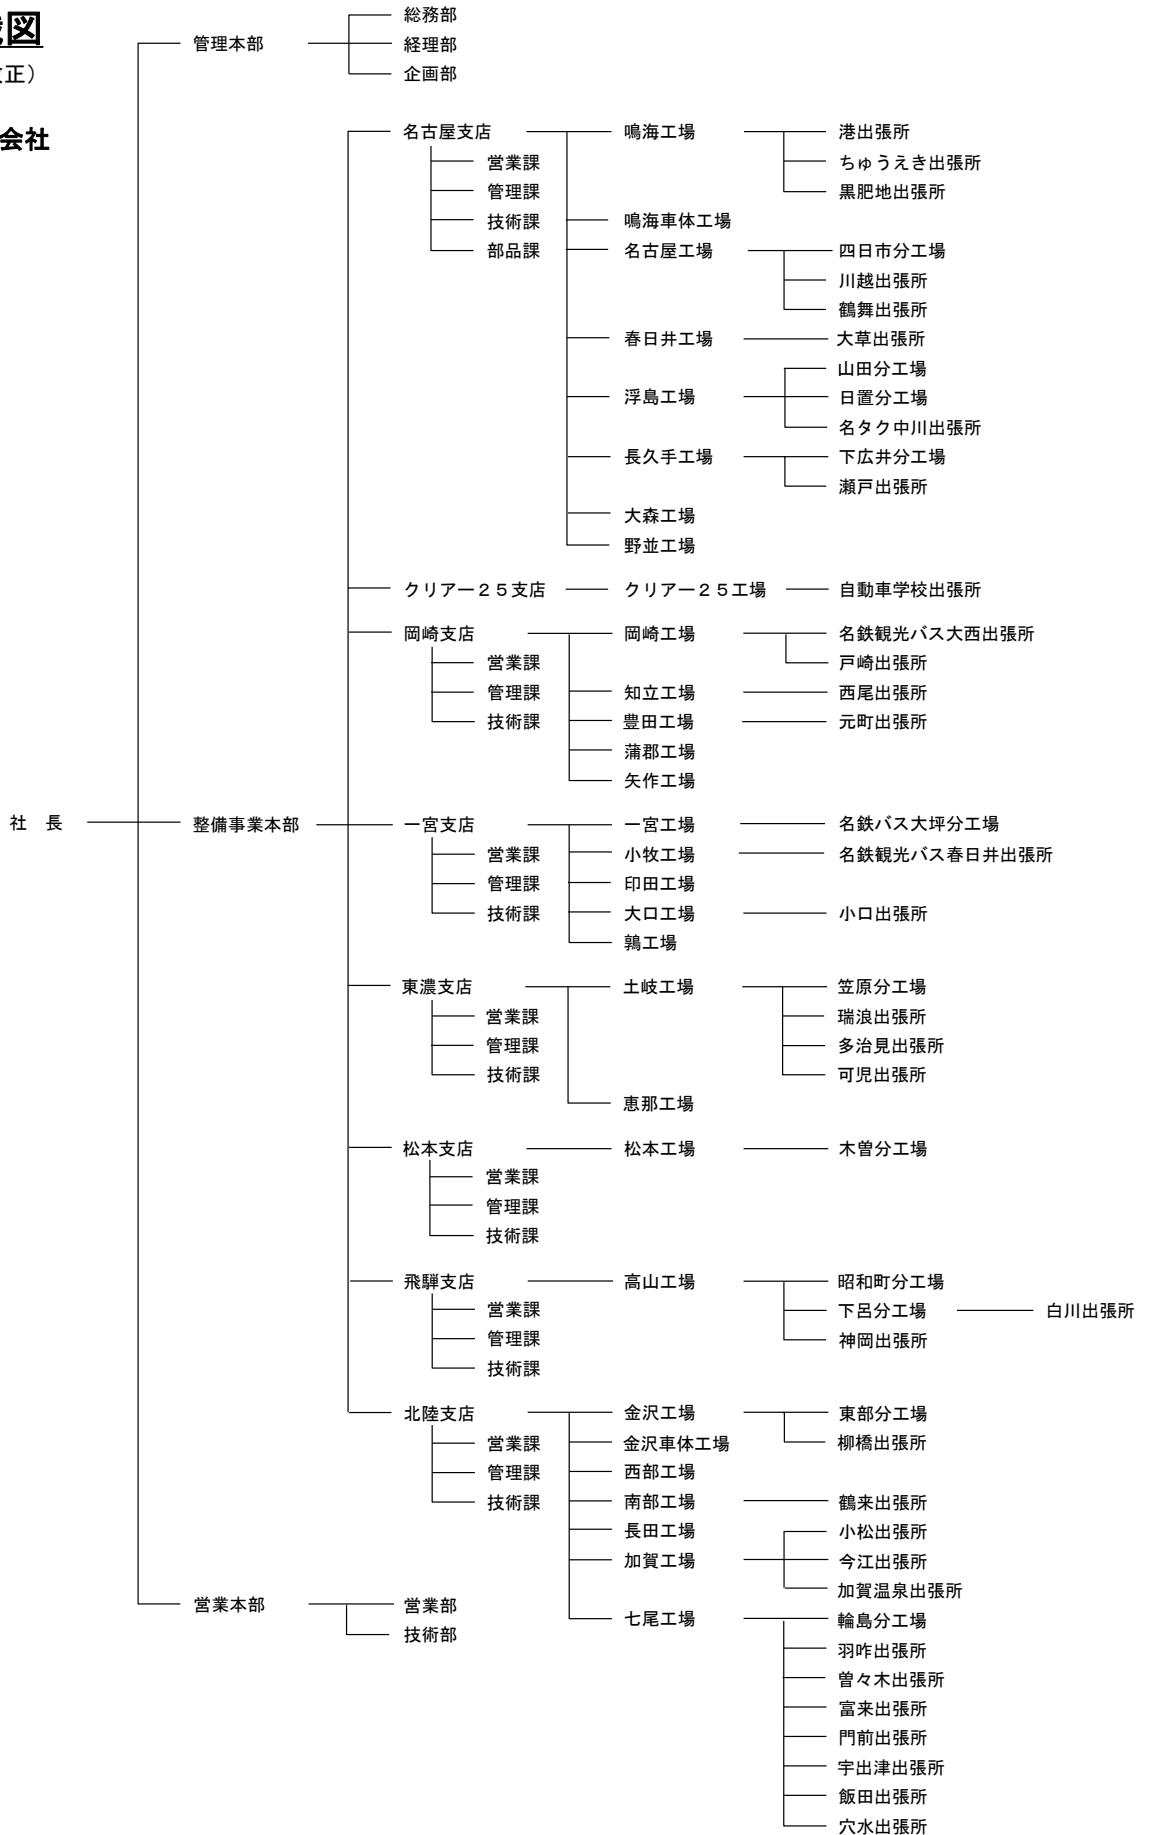 図
正）
会社
社　長
管理本部
総務部
経理部
企画部
整備事業本部
名古屋支店
営業課
管理課
技術課
部品課
鳴海工場
港出張所
ちゅうえき出張所
黒肥地出張所
鳴海車体工場
名古屋工場
四日市分工場
川越出張所
鶴舞出張所
春日井工場
大草出張所
浮島工場
山田分工場
日置分工場
名タク中川出張所
長久手工場
下広井分工場
瀬戸出張所
大森工場
野並工場
クリアー２５支店
クリアー２５工場
自動車学校出張所
岡崎支店
営業課
管理課
技術課
岡崎工場
名鉄観光バス大西出張所
戸崎出張所
知立工場
西尾出張所
豊田工場
元町出張所
蒲郡工場
矢作工場
一宮支店
営業課
管理課
技術課
一宮工場
名鉄バス大坪分工場
小牧工場
名鉄観光バス春日井出張所
印田工場
大口工場
小口出張所
鶉工場
東濃支店
営業課
管理課
技術課
土岐工場
笠原分工場
瑞浪出張所
多治見出張所
可児出張所
恵那工場
松本支店
営業課
管理課
技術課
松本工場
木曽分工場
飛騨支店
営業課
管理課
技術課
高山工場
昭和町分工場
下呂分工場
白川出張所
神岡出張所
北陸支店
営業課
管理課
技術課
金沢工場
東部分工場
柳橋出張所
金沢車体工場
西部工場
南部工場
鶴来出張所
長田工場
加賀工場
小松出張所
今江出張所
加賀温泉出張所
七尾工場
輪島分工場
羽咋出張所
曽々木出張所
富来出張所
門前出張所
宇出津出張所
飯田出張所
穴水出張所
営業本部
営業部
技術部